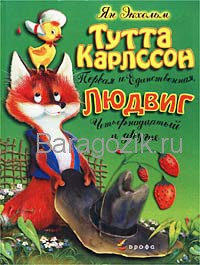 Ян Экхольм
ТУТТА
КАРЛССОН
Первая и Единственная,
ЛЮДВИГ
Четырнадцатый
и другие
Baragozik.ru
дрофа